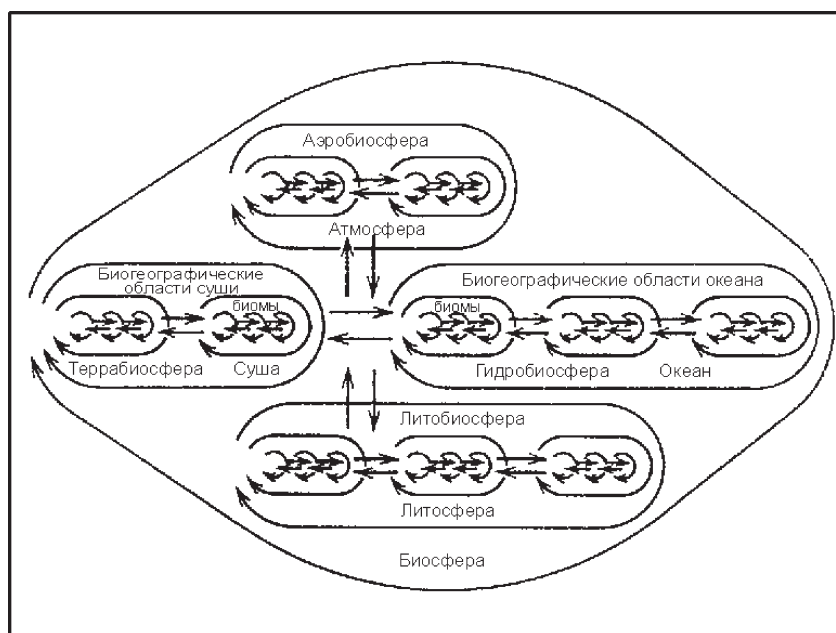 Аэробиосфера
Атмосфера
Биогеографические
области суши
биомы
Террабиосфера Суша
Биогеографические области океана
биомы
Гидробиосфера Океан
Литобиосфера
Литосфера
Биосфера